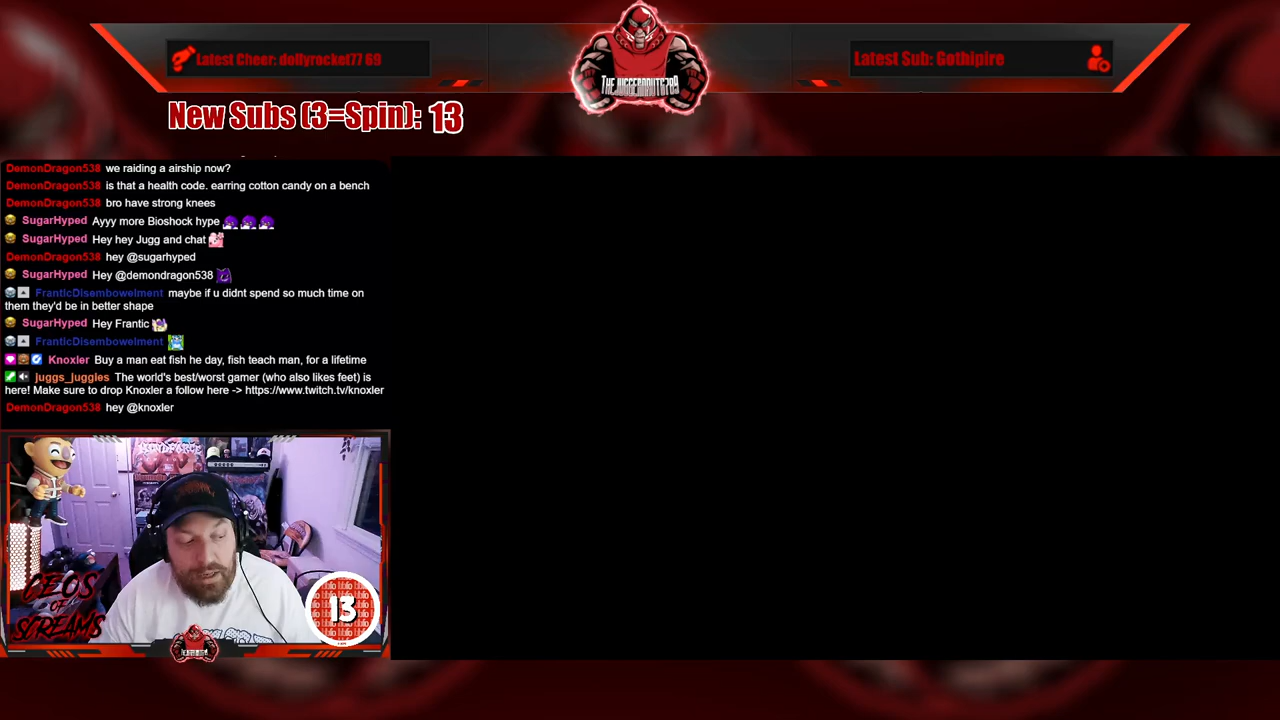 Latest Cheer: dollyrocket77 69
THEJUGGERNAUT6789
Latest Sub: Gothipire
New Subs (3=Spin): 13
DemonDragon538 we raiding a airship now?
DemonDragon538 is that a health code. earring cotton candy on a bench
DemonDragon538 bro have strong knees
SugarHyped Ayyy more Bioshock hype
SugarHyped Hey hey Jugg and chat
DemonDragon538 hey @sugarhyped
SugarHyped Hey @demondragon538
FranticDisembowelment maybe if u didnt spend so much time on
them they'd be in better shape
SugarHyped Hey Frantic
FranticDisembowelment
Knoxler Buy a man eat fish he day, fish teach man, for a lifetime
juggs_juggles The world's best/worst gamer (who also likes feet) is
here! Make sure to drop Knoxler a follow here -> https://www.twitch.tv/knoxler
DemonDragon538 hey @knoxler
CEOS
OF
SCREAMS
13